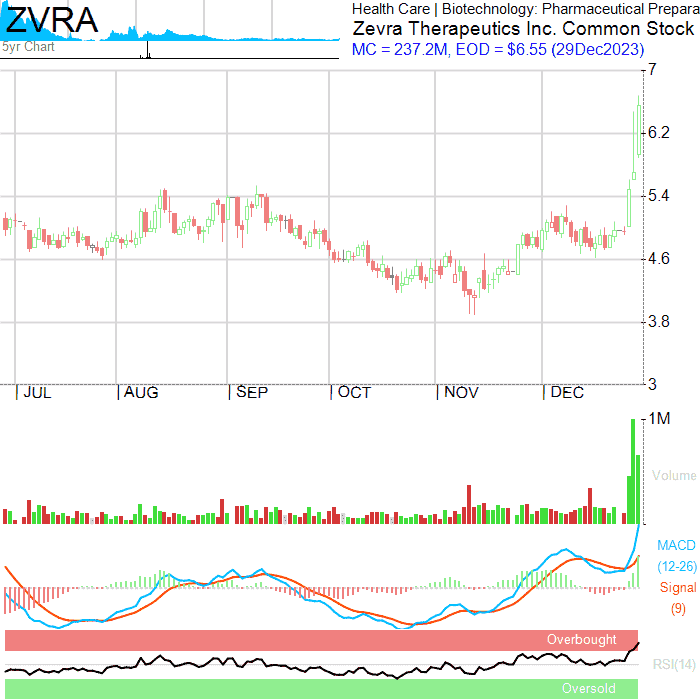 ZVRA
5yr Chart
Health Care | Biotechnology: Pharmaceutical Prepara
Zevra Therapeutics Inc. Common Stock
MC = 237.2M, EOD = $6.55 (29Dec2023)
7
6.2
5.4
4.6
3.8
3
JUL
AUG
SEP
OCT
NOV
DEC
1M
Volume
MACD
(12-26)
Signal
(9)
Overbought
RSI(14)
Oversold